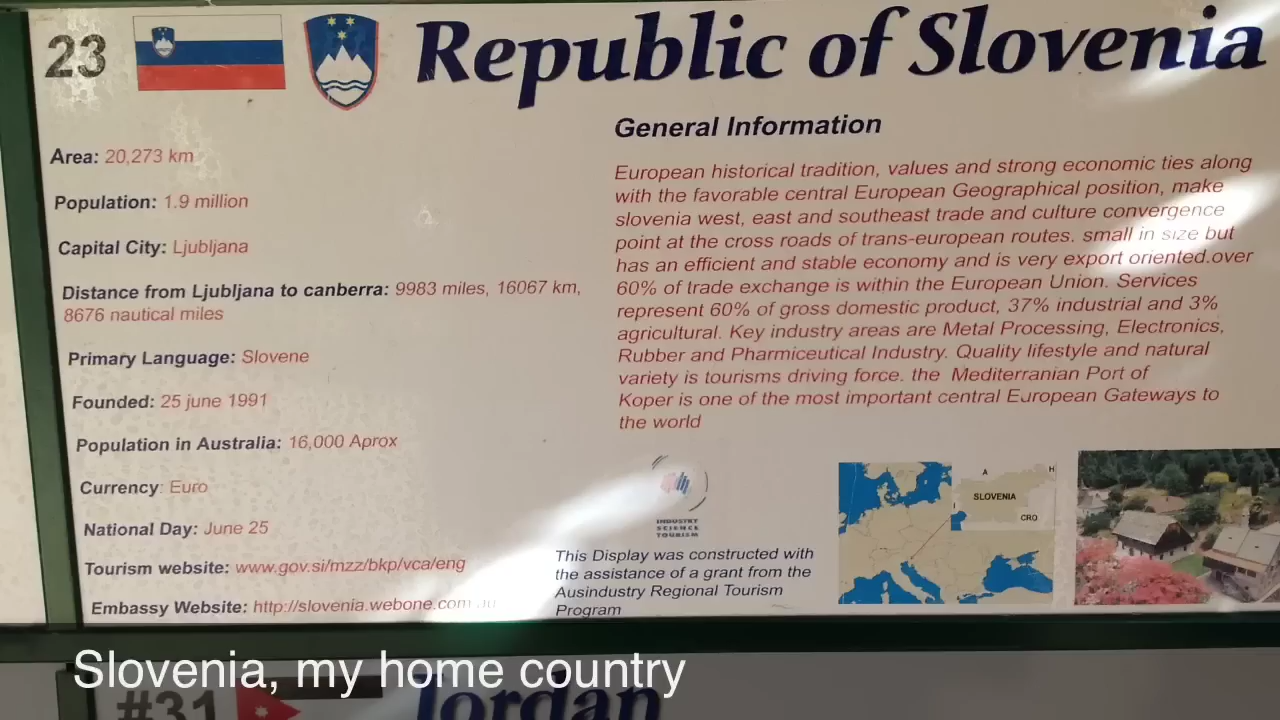 23
Republic of Slovenia
Area: 20,273 km
Population: 1.9 million
Capital City: Ljubljana
Distance from Ljubljana to canberra: 9983 miles, 16067 km,
8676 nautical miles
Primary Language: Slovene
Founded: 25 june 1991
Population in Australia: 16,000 Aprox
Currency: Euro
National Day: June 25
Tourism website: www.gov.si/mzz/bkp/vca/eng
Embassy Website: http://slovenia.webone.com.au
General Information
European historical tradition, values and strong economic ties along
with the favorable central European Geographical position, make
slovenia west, east and southeast trade and culture convergence
point at the cross roads of trans-european routes. small in size but
has an efficient and stable economy and is very export oriented.over
60% of trade exchange is within the European Union. Services
represent 60% of gross domestic product, 37% industrial and 3%
agricultural. Key industry areas are Metal Processing, Electronics,
Rubber and Pharmiceutical Industry. Quality lifestyle and natural
variety is tourisms driving force. the Mediterranian Port of
Koper is one of the most important central European Gateways to
the world
INDUSTRY
SCIENCE
TOURISM
This Display was constructed with
the assistance of a grant from the
Ausindustry Regional Tourism
Program
A H
SLOVENIA
I
CRO
Slovenia, my home country
#31
Jordan